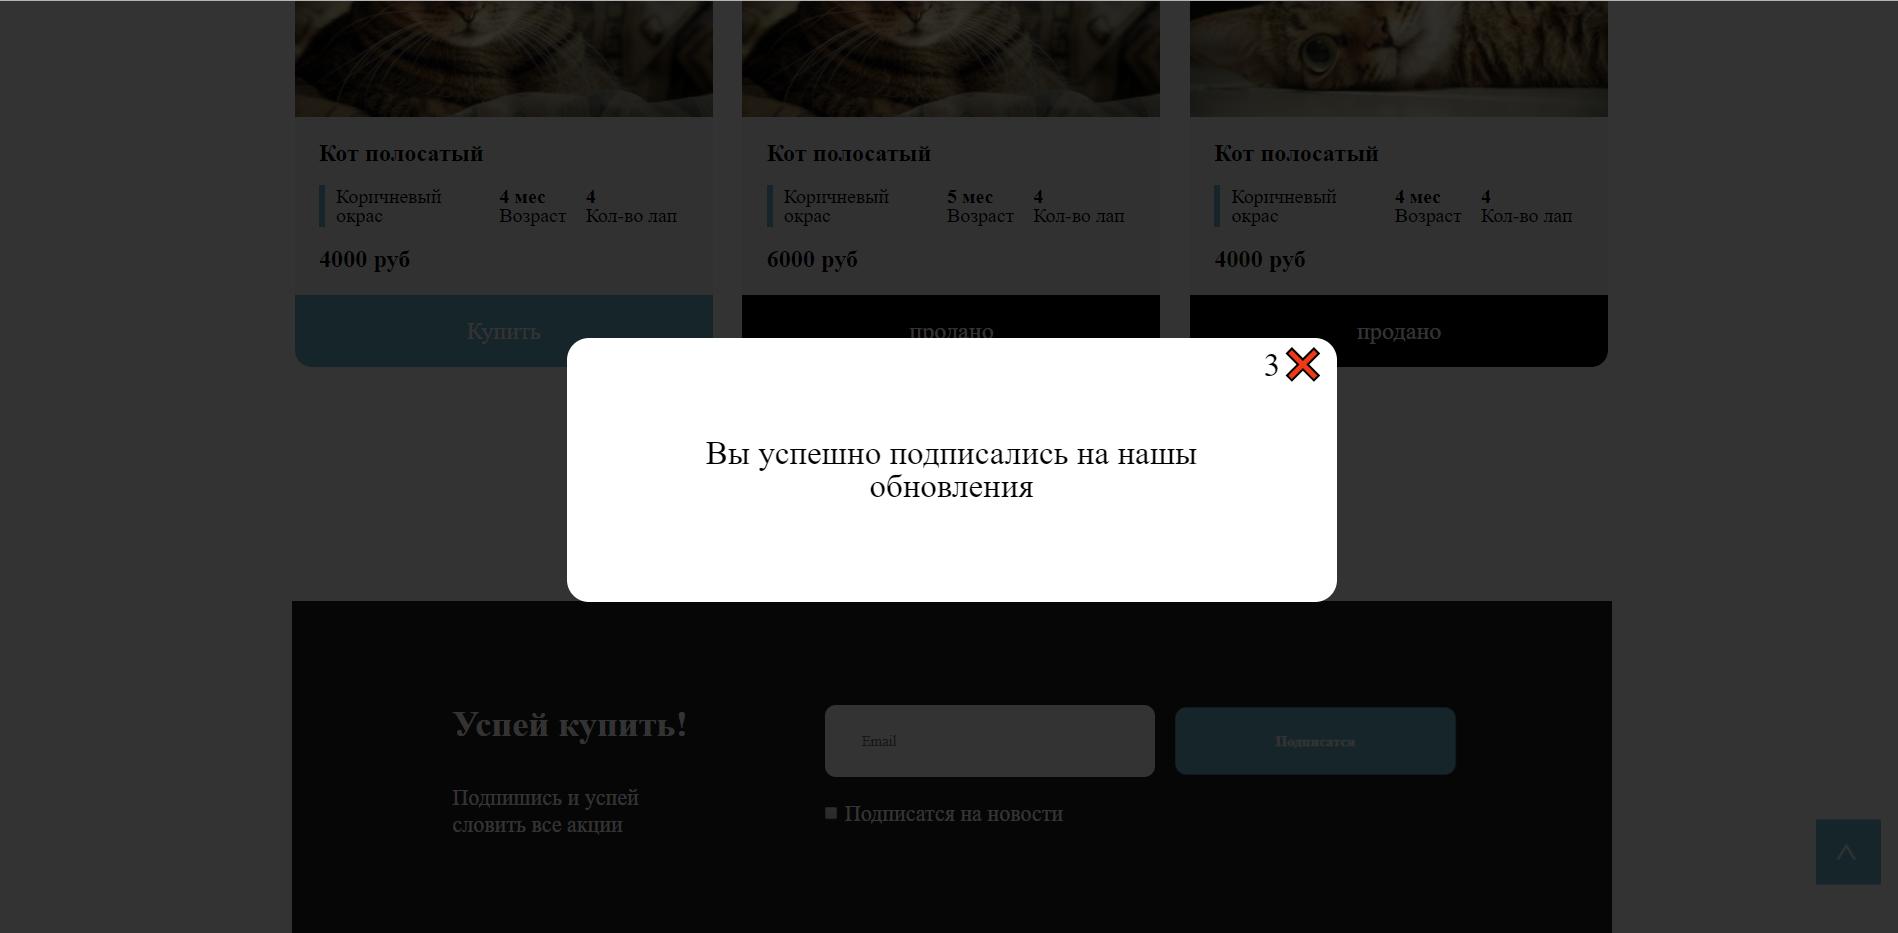 Кот полосатый
Коричневый
окрас
4 мес
Возраст
4
Кол-во лап
4000 руб
Купить
Кот полосатый
Коричневый
окрас
5 мес
Возраст
4
Кол-во лап
6000 руб
продано
Кот полосатый
Коричневый
окрас
4 мес
Возраст
4
Кол-во лап
4000 руб
продано
3
Вы успешно подписались на нашы
обновления
Успей купить!
Подпишись и успей
словить все акции
Email
Подписатся
Подписатся на новости